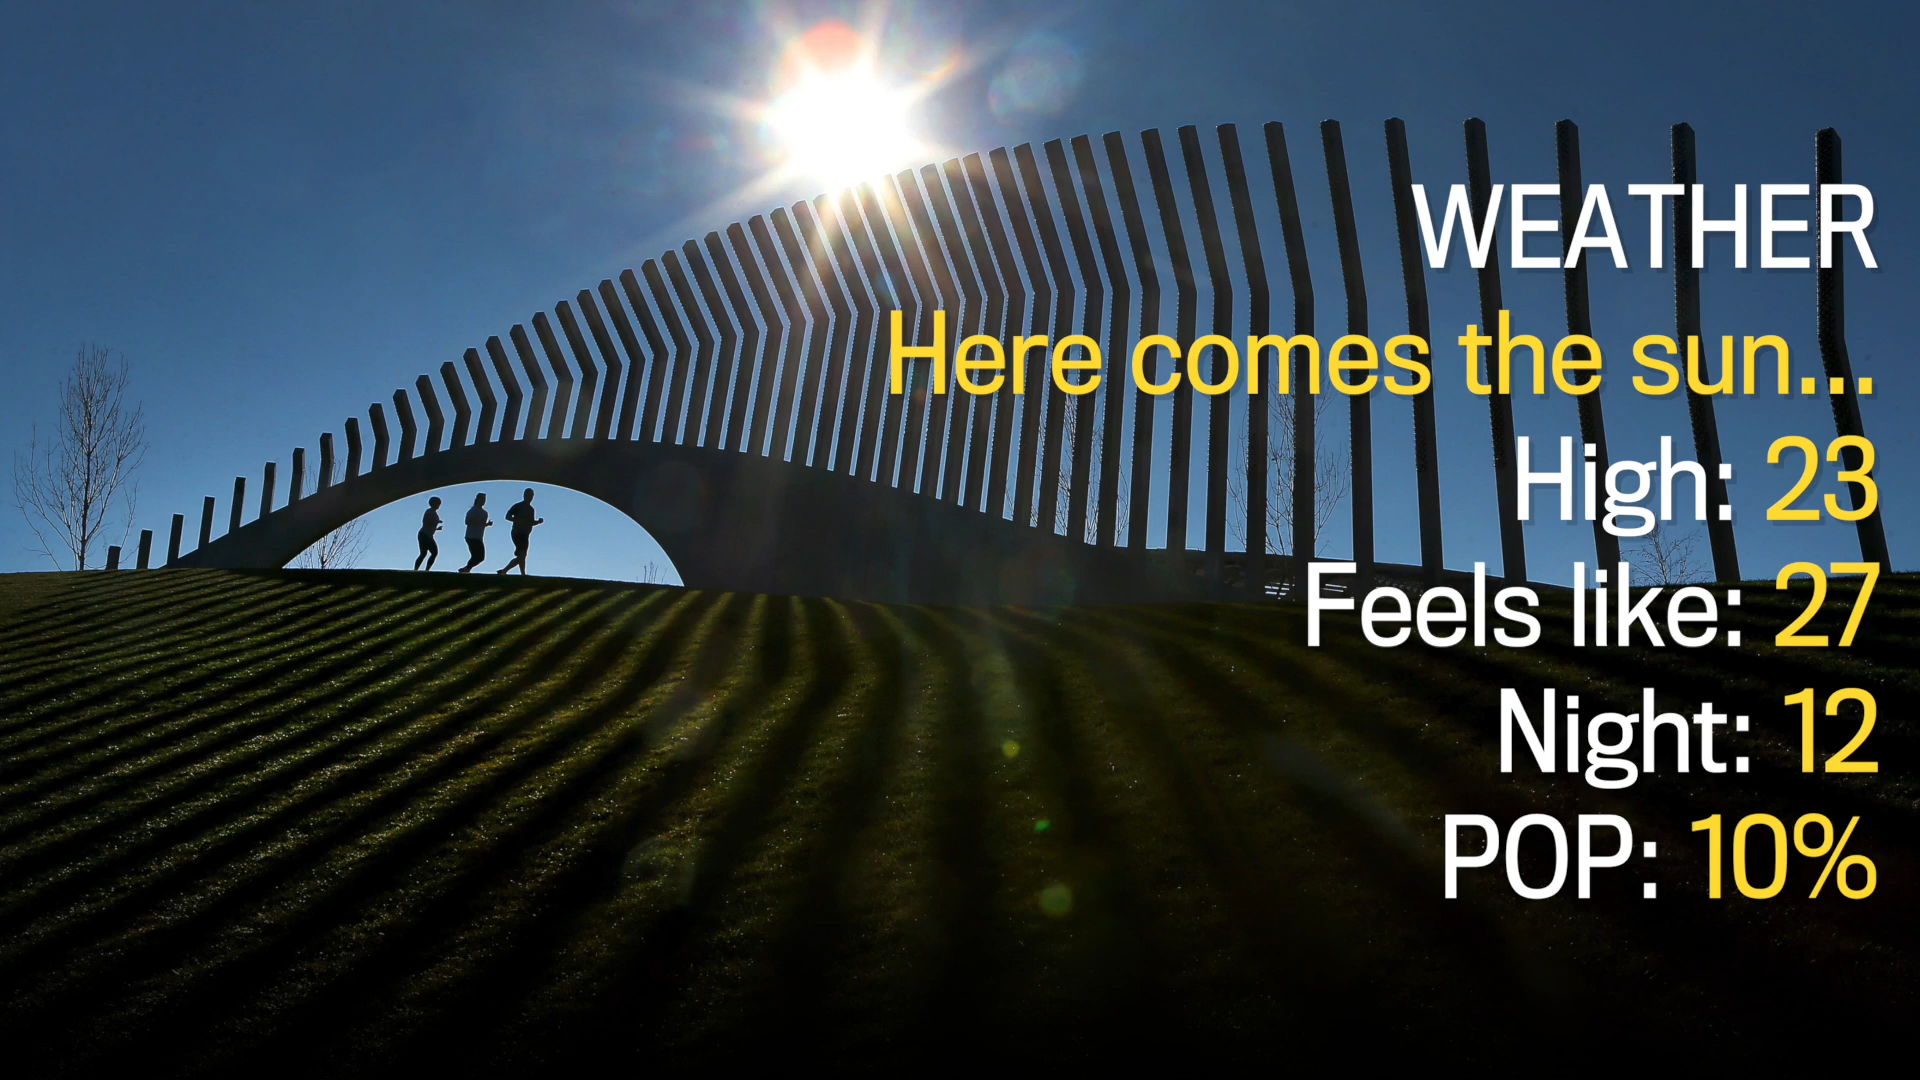 WEATHER
Here comes the sun...
High: 23
Feels like: 27
Night: 12
POP: 10%